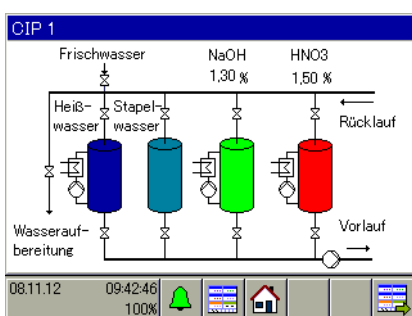 CIP 1
Frischwasser
NaOH
HNO3
1,30 %
1,50 %
Heiß-
wasser
Stapel-
wasser
Rücklauf
Wasserauf-
bereitung
Vorlauf
08.11.12
09:42:46
100%